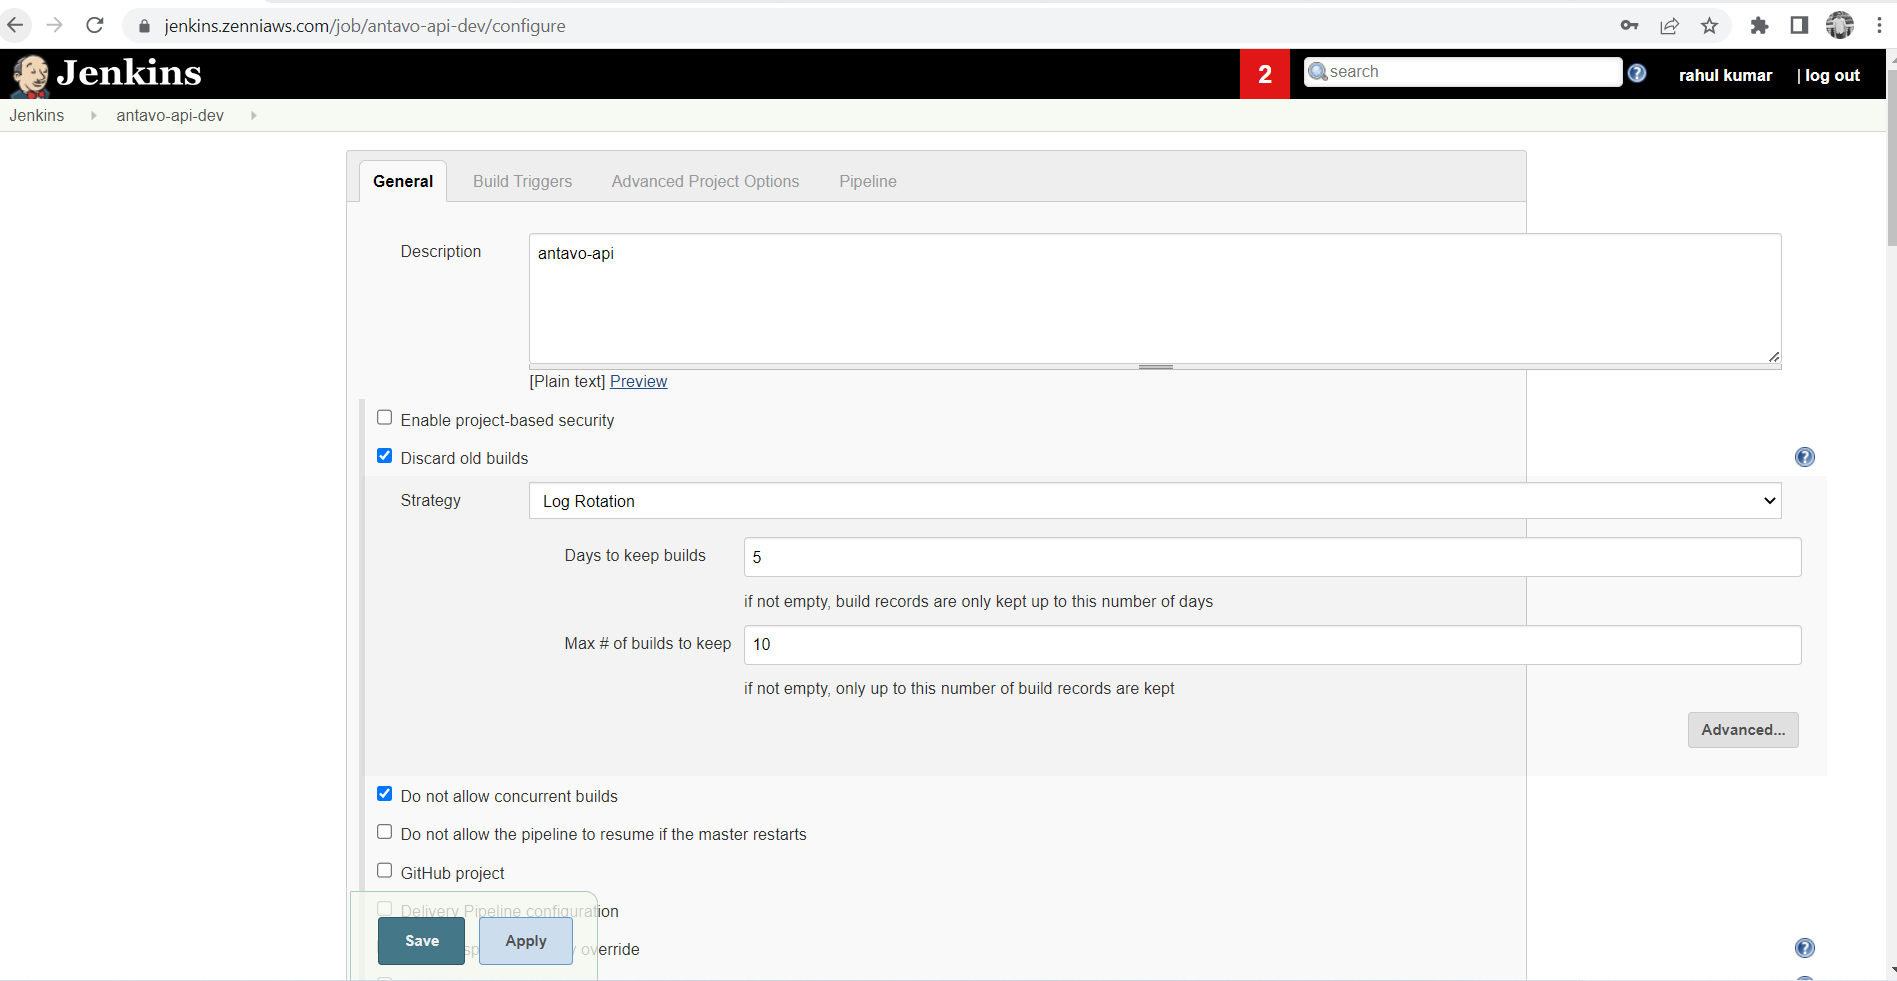 jenkins.zenniaws.com/job/antavo-api-dev/configure
Jenkins
2
search
rahul kumar
| log out
Jenkins
antavo-api-dev
General
Build Triggers
Advanced Project Options
Pipeline
Description
antavo-api
[Plain text] Preview
Enable project-based security
Discard old builds
Strategy
Log Rotation
Days to keep builds
5
if not empty, build records are only kept up to this number of days
Max # of builds to keep
10
if not empty, only up to this number of build records are kept
Advanced...
Do not allow concurrent builds
Do not allow the pipeline to resume if the master restarts
GitHub project
Delivery Pipeline configuration
Save
Apply
override